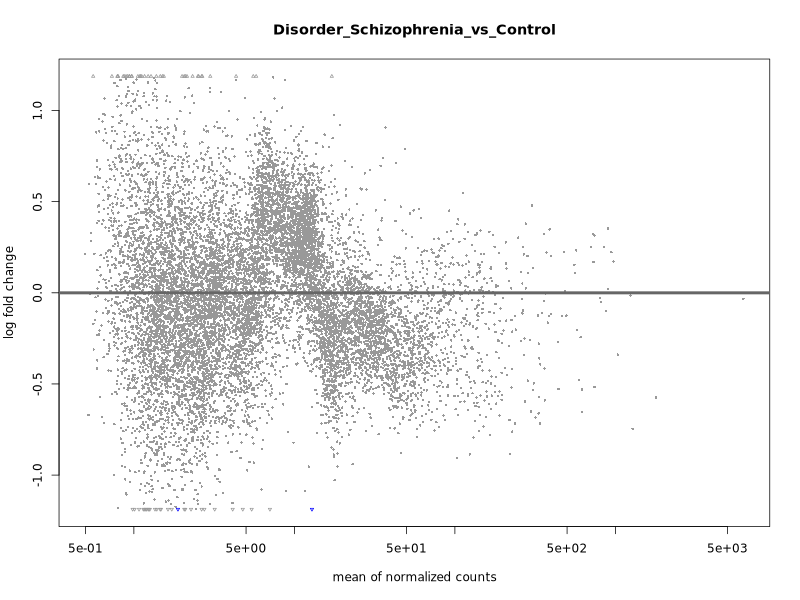 Disorder_Schizophrenia_vs_Control
log fold change
1.0
0.5
0.0
-0.5
-1.0
5e-01
5e+00
5e+01
5e+02
5e+03
mean of normalized counts